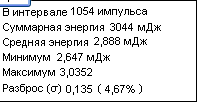 В интервале 1054 импульса
Суммарная энергия 3044 мДж
Средняя энергия 2,888 мДж
Минимум 2,647 мДж
Максимум 3,0352
Разброс (σ) 0,135 ( 4,67% )